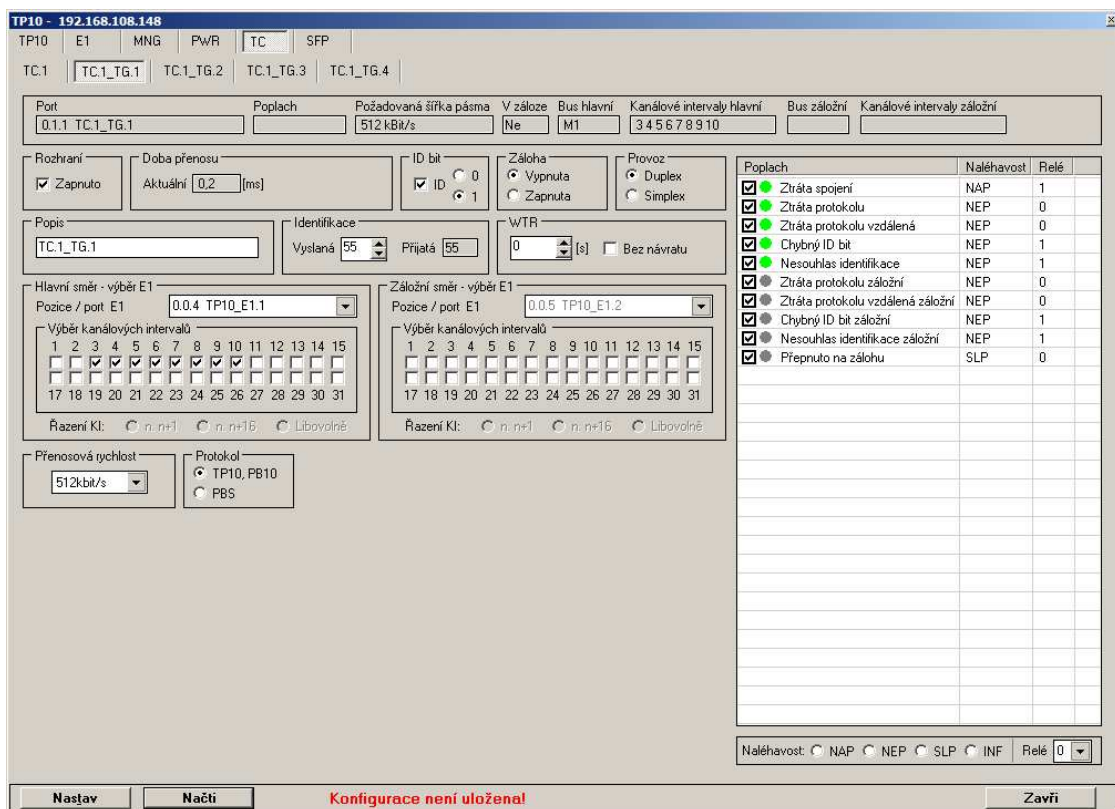 TP10 - 192.168.108.148
TP10 E1 MNG PWR TC SFP
TC.1 TC.1_TG.1 TC.1_TG.2 TC.1_TG.3 TC.1_TG.4
Port Poplach Požadovaná šířka pásma V záloze Bus hlavní Kanálové intervaly hlavní Bus záložní Kanálové intervaly záložní
0.1.1 TC.1_TG.1 512 kBit/s Ne M1 3 4 5 6 7 8 9 10
Rozhraní Doba přenosu ID bit Záloha Provoz
Zapnuto Aktuální 0,2 [ms] ID 0 1 Vypnuta Zapnuta Duplex Simplex
Popis Identifikace WTR
TC.1_TG.1 Vyslaná 55 Přijatá 55 0 [s] Bez návratu
Hlavní směr - výběr E1
Pozice / port E1 0.0.4 TP10_E1.1
Výběr kanálových intervalů
1 2 3 4 5 6 7 8 9 10 11 12 13 14 15
17 18 19 20 21 22 23 24 25 26 27 28 29 30 31
Řazení KI: n. n+1 n. n+16 Libovolně
Záložní směr - výběr E1
Pozice / port E1 0.0.5 TP10_E1.2
Výběr kanálových intervalů
1 2 3 4 5 6 7 8 9 10 11 12 13 14 15
17 18 19 20 21 22 23 24 25 26 27 28 29 30 31
Řazení KI: n. n+1 n. n+16 Libovolně
Přenosová rychlost Protokol
512kbit/s TP10, PB10
PBS
Poplach Naléhavost Relé
Ztráta spojení NAP 1
Ztráta protokolu NEP 0
Ztráta protokolu vzdálená NEP 0
Chybný ID bit NEP 1
Nesouhlas identifikace NEP 1
Ztráta protokolu záložní NEP 0
Ztráta protokolu vzdálená záložní NEP 0
Chybný ID bit záložní NEP 1
Nesouhlas identifikace záložní NEP 1
Přepnuto na zálohu SLP 0
Naléhavost: NAP NEP SLP INF Relé 0
Nastav Načti Konfigurace není uložena! Zavři